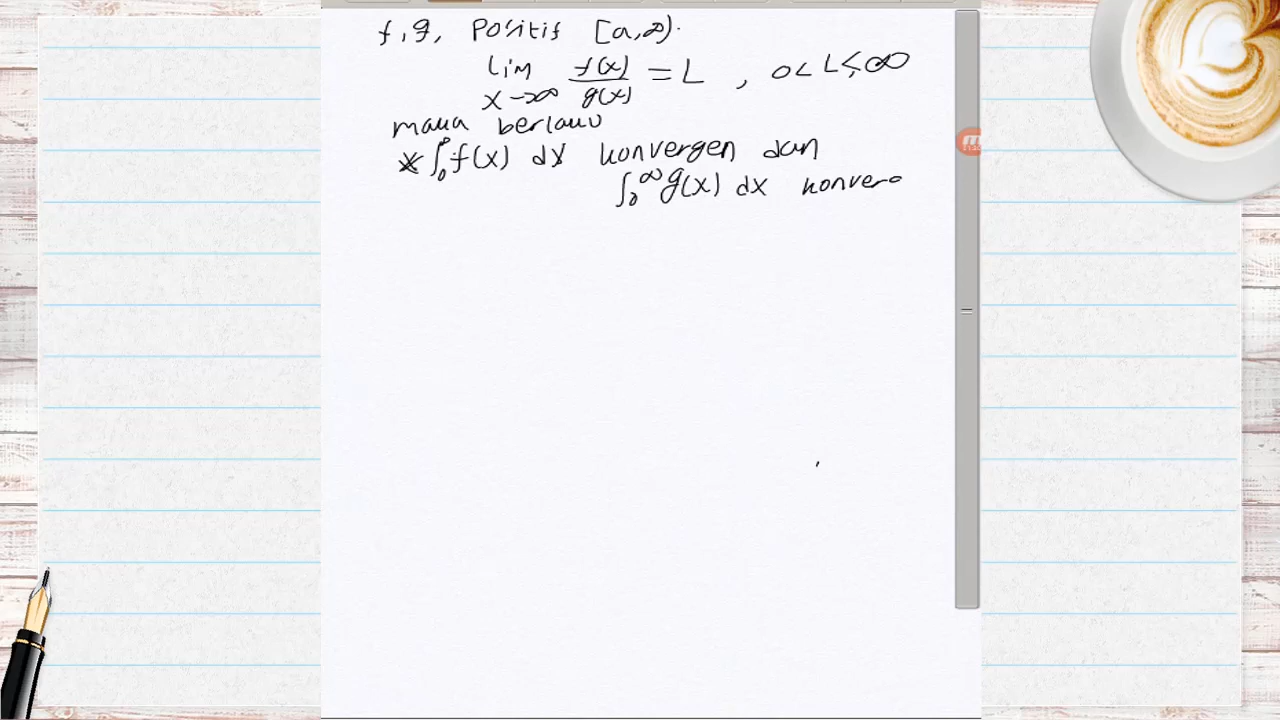 f, g, Positif [a, ∞).
lim x→∞ f(x)/g(x) = L , 0 < L < ∞
maka berlaku
* ∫₀^∞ f(x) dx konvergen dan
∫₀^∞ g(x) dx konverg